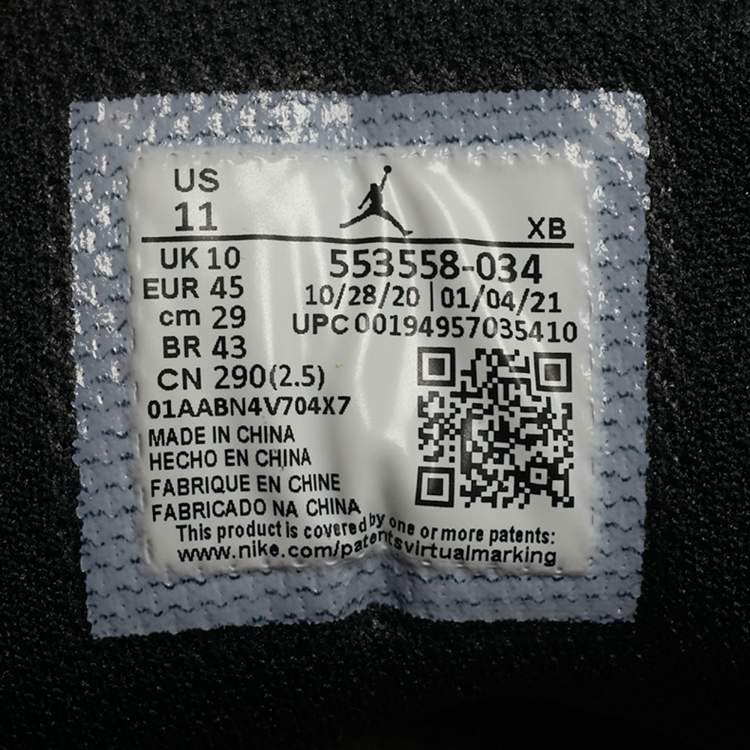 US
11
XB
UK 10
553558-034
EUR 45
10/28/20 | 01/04/21
cm 29
UPC 00194957035410
BR 43
CN 290(2.5)
01AABN4V704X7
MADE IN CHINA
HECHO EN CHINA
FABRIQUE EN CHINE
FABRICADO NA CHINA
This product is covered by one or more patents:
www.nike.com/patentsvirtualmarking